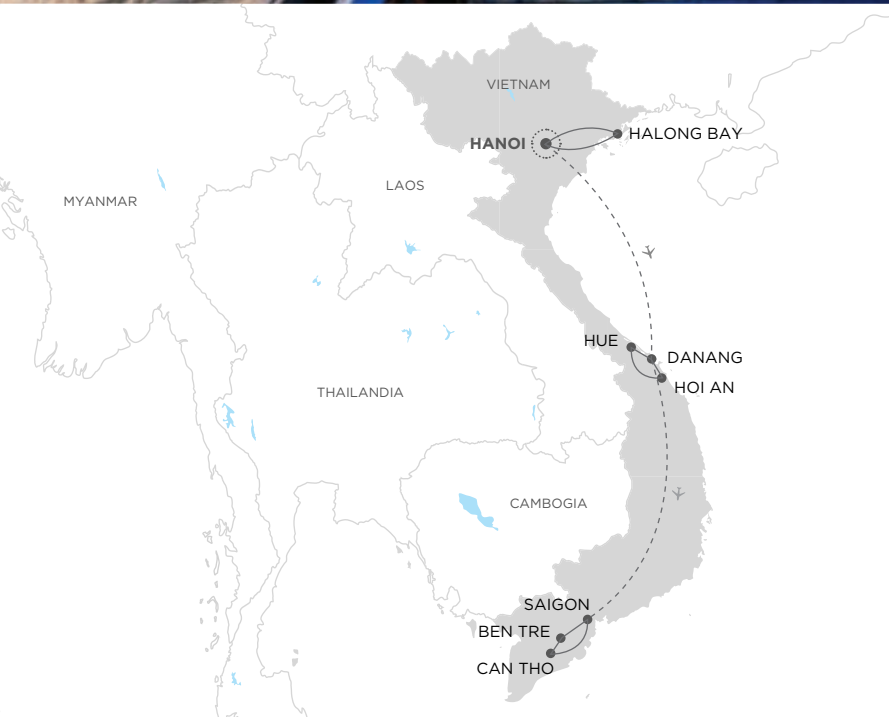 VIETNAM
HALONG BAY
HANOI
LAOS
MYANMAR
HUE
DANANG
HOI AN
THAILANDIA
CAMBOGIA
SAIGON
BEN TRE
CAN THO